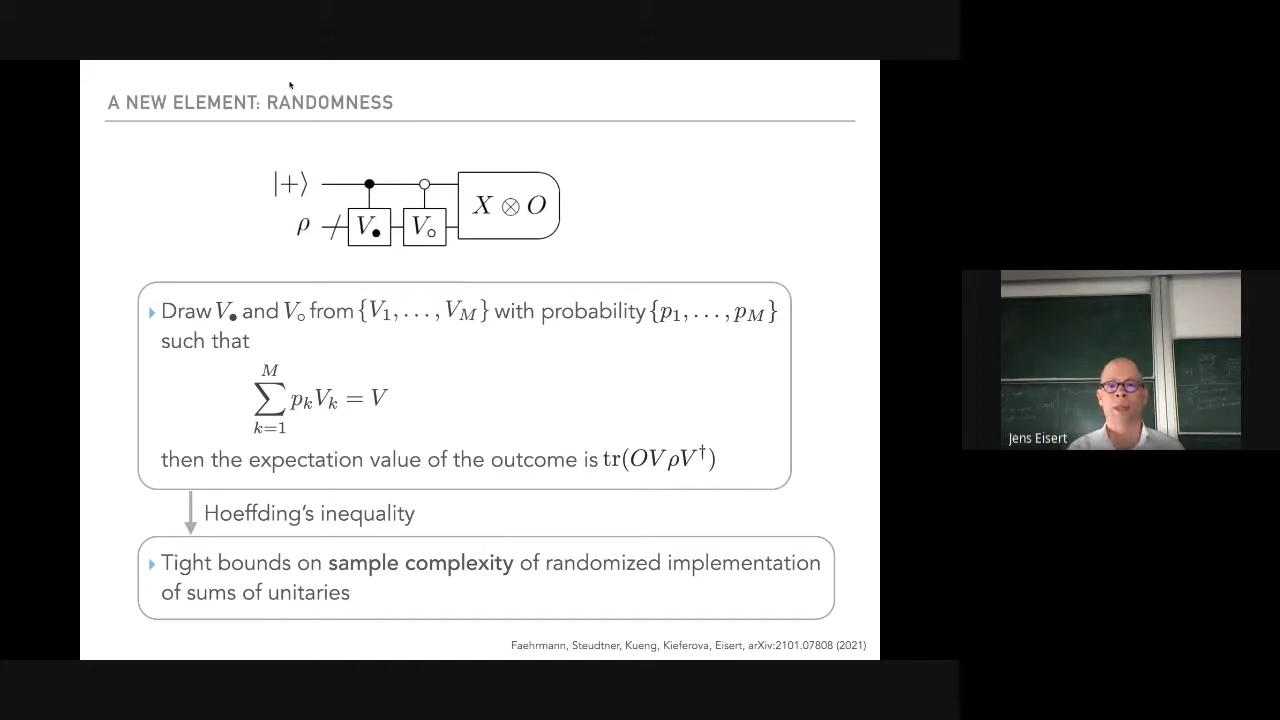 A NEW ELEMENT: RANDOMNESS
|+⟩
ρ V● V○ X ⊗ O
Draw V● and V○ from {V₁, . . . , V_M} with probability {p₁, . . . , p_M}
such that
∑_{k=1}^{M} pₖVₖ = V
then the expectation value of the outcome is tr(OVρV†)
Hoeffding's inequality
Tight bounds on sample complexity of randomized implementation
of sums of unitaries
Faehrmann, Steudtner, Kueng, Kieferova, Eisert, arXiv:2101.07808 (2021)
Jens Eisert